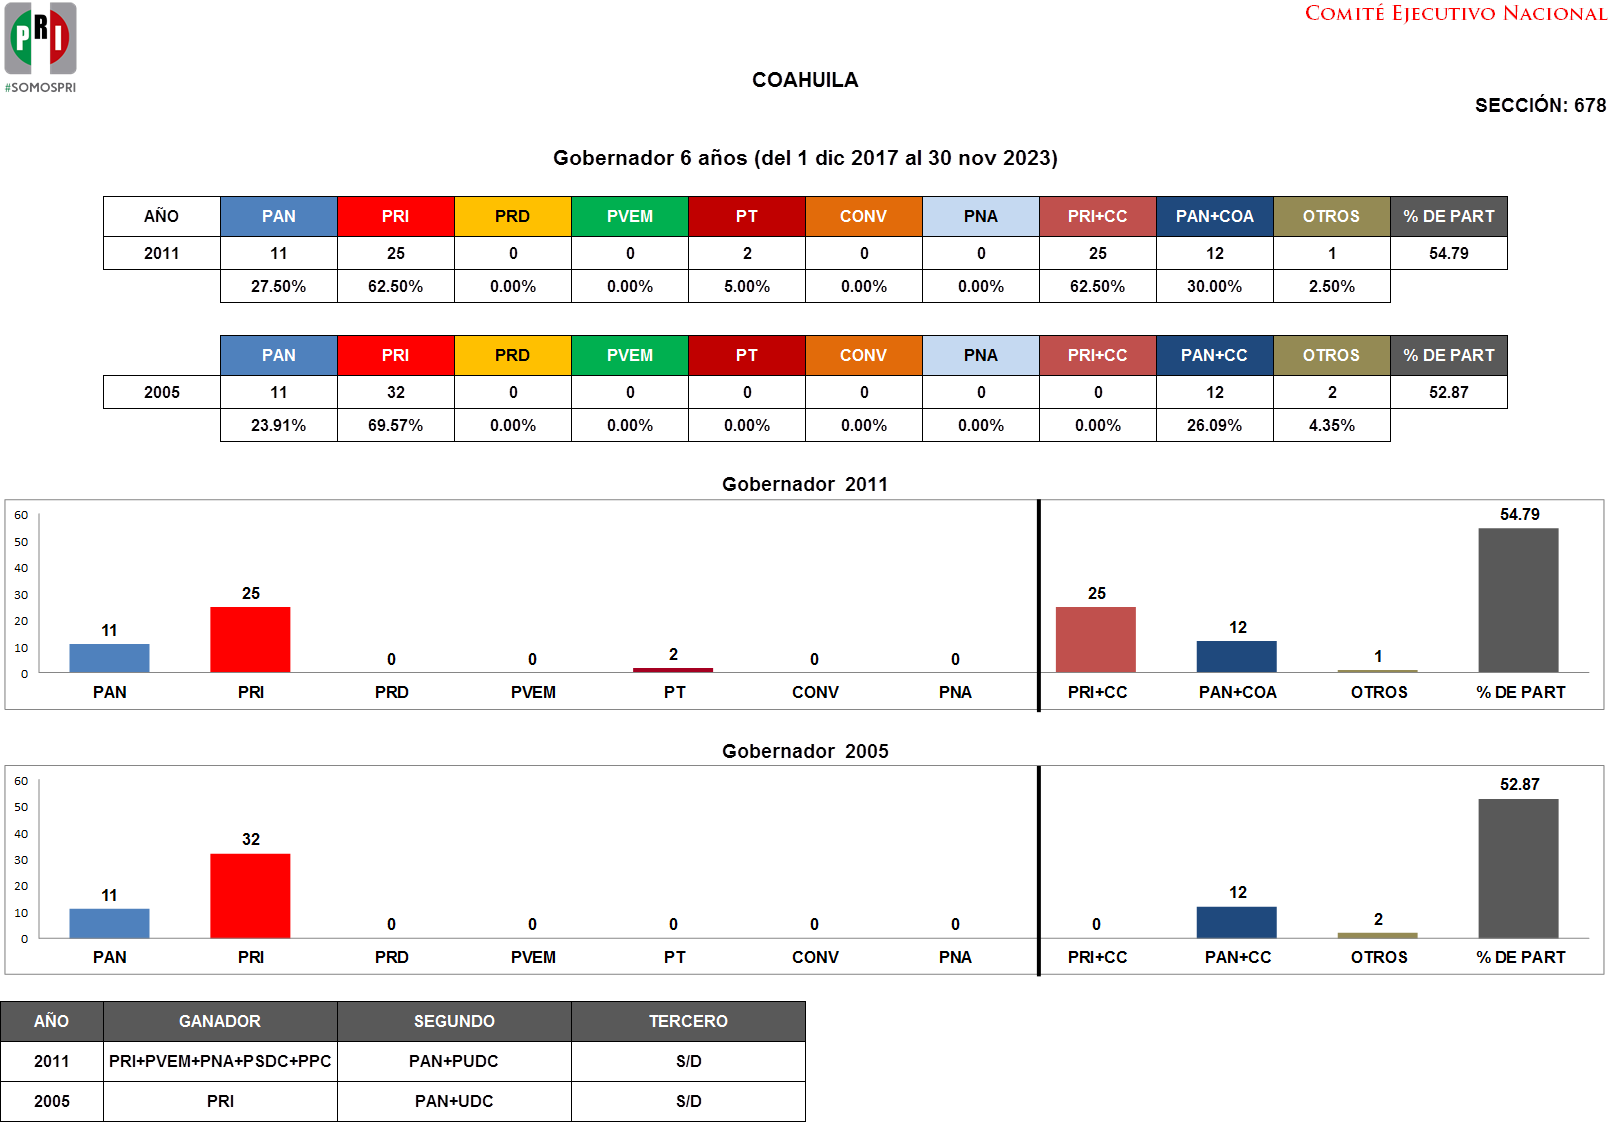 PRI
#SOMOSPRI
COMITÉ EJECUTIVO NACIONAL
COAHUILA
SECCIÓN: 678
Gobernador 6 años (del 1 dic 2017 al 30 nov 2023)
AÑO PAN PRI PRD PVEM PT CONV PNA PRI+CC PAN+COA OTROS % DE PART
2011 11 25 0 0 2 0 0 25 12 1 54.79
27.50% 62.50% 0.00% 0.00% 5.00% 0.00% 0.00% 62.50% 30.00% 2.50%
PAN PRI PRD PVEM PT CONV PNA PRI+CC PAN+CC OTROS % DE PART
2005 11 32 0 0 0 0 0 0 12 2 52.87
23.91% 69.57% 0.00% 0.00% 0.00% 0.00% 0.00% 0.00% 26.09% 4.35%
Gobernador 2011
60
50
40
30
20
10
0
11 25 0 0 2 0 0 25 12 1 54.79
PAN PRI PRD PVEM PT CONV PNA PRI+CC PAN+COA OTROS % DE PART
Gobernador 2005
60
50
40
30
20
10
0
11 32 0 0 0 0 0 0 12 2 52.87
PAN PRI PRD PVEM PT CONV PNA PRI+CC PAN+CC OTROS % DE PART
AÑO GANADOR SEGUNDO TERCERO
2011 PRI+PVEM+PNA+PSDC+PPC PAN+PUDC S/D
2005 PRI PAN+UDC S/D